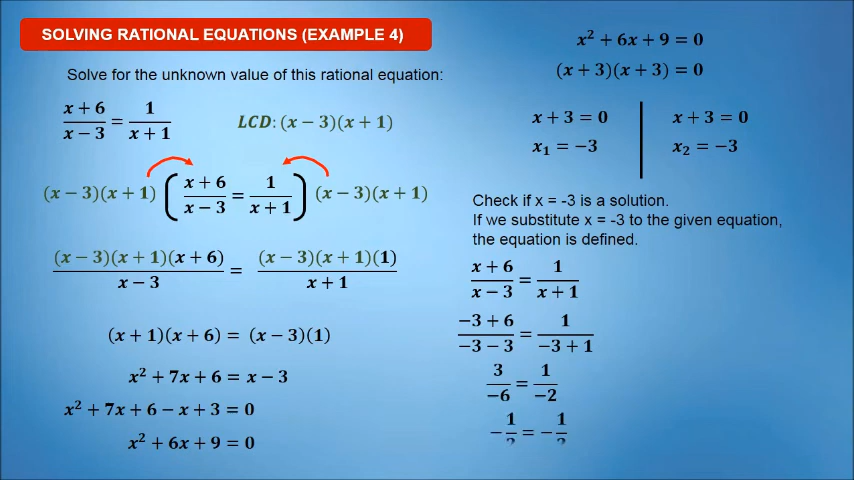 SOLVING RATIONAL EQUATIONS (EXAMPLE 4)
Solve for the unknown value of this rational equation:
(x + 6)/(x − 3) = 1/(x + 1)
LCD: (x − 3)(x + 1)
(x − 3)(x + 1) ( (x + 6)/(x − 3) = 1/(x + 1) ) (x − 3)(x + 1)
(x − 3)(x + 1)(x + 6)/(x − 3) = (x − 3)(x + 1)(1)/(x + 1)
(x + 1)(x + 6) = (x − 3)(1)
x² + 7x + 6 = x − 3
x² + 7x + 6 − x + 3 = 0
x² + 6x + 9 = 0
x² + 6x + 9 = 0
(x + 3)(x + 3) = 0
x + 3 = 0
x₁ = −3
x + 3 = 0
x₂ = −3
Check if x = -3 is a solution.
If we substitute x = -3 to the given equation,
the equation is defined.
(x + 6)/(x − 3) = 1/(x + 1)
(−3 + 6)/(−3 − 3) = 1/(−3 + 1)
3/−6 = 1/−2
−1/2 = −1/2